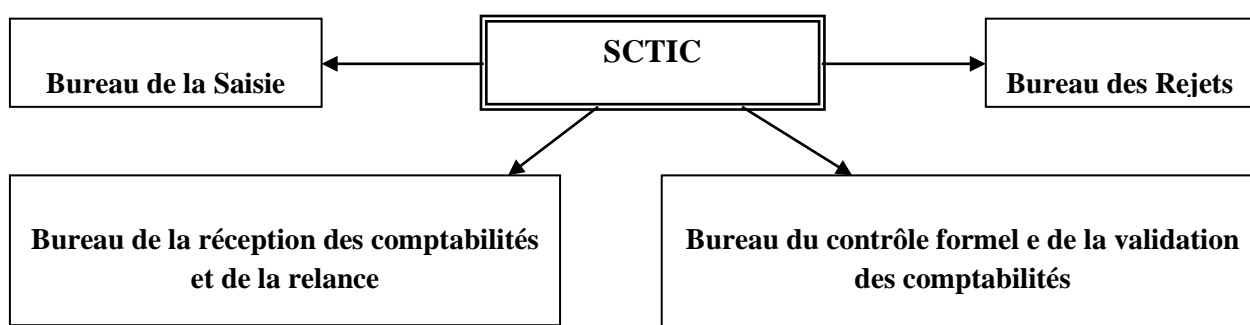 SCTIC
Bureau de la Saisie
Bureau des Rejets
Bureau de la réception des comptabilités
et de la relance
Bureau du contrôle formel e de la validation
des comptabilités